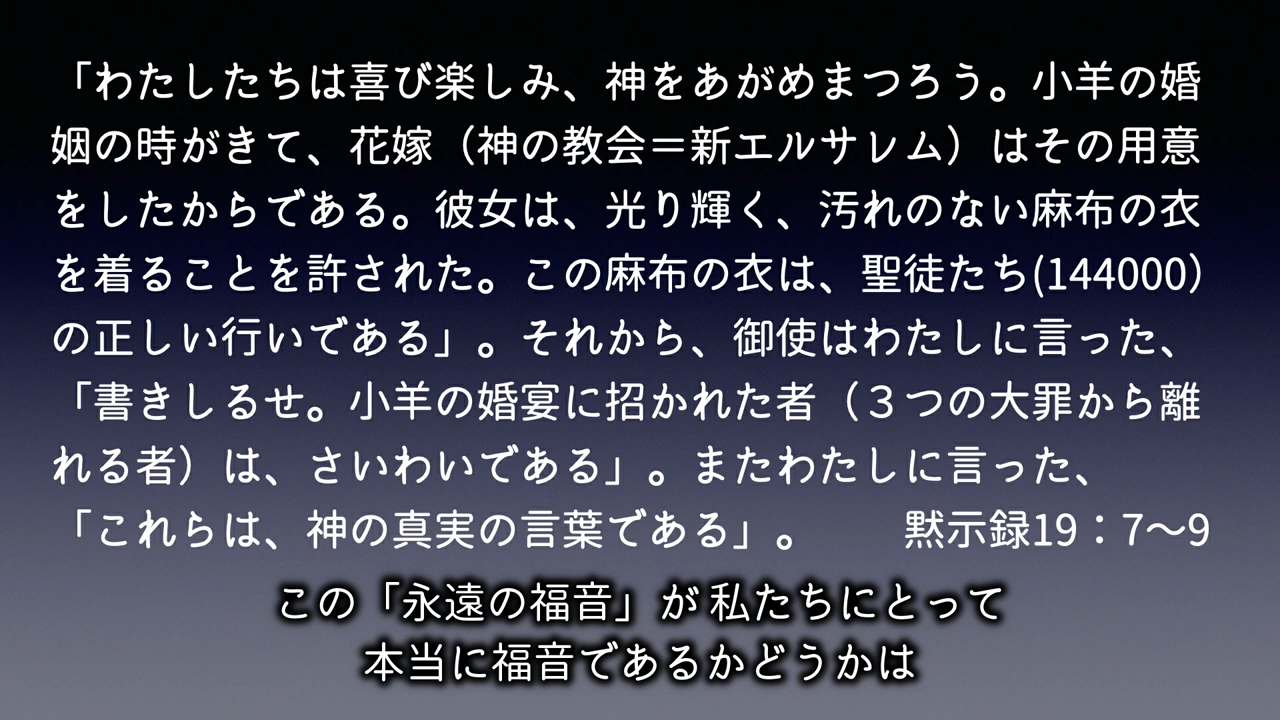 「わたしたちは喜び楽しみ、神をあがめまつろう。小羊の婚
姻の時がきて、花嫁（神の教会＝新エルサレム）はその用意
をしたからである。彼女は、光り輝く、汚れのない麻布の衣
を着ることを許された。この麻布の衣は、聖徒たち(144000）
の正しい行いである」。それから、御使はわたしに言った、
「書きしるせ。小羊の婚宴に招かれた者（３つの大罪から離
れる者）は、さいわいである」。またわたしに言った、
「これらは、神の真実の言葉である」。　　黙示録19：7〜9
この「永遠の福音」が 私たちにとって
本当に福音であるかどうかは